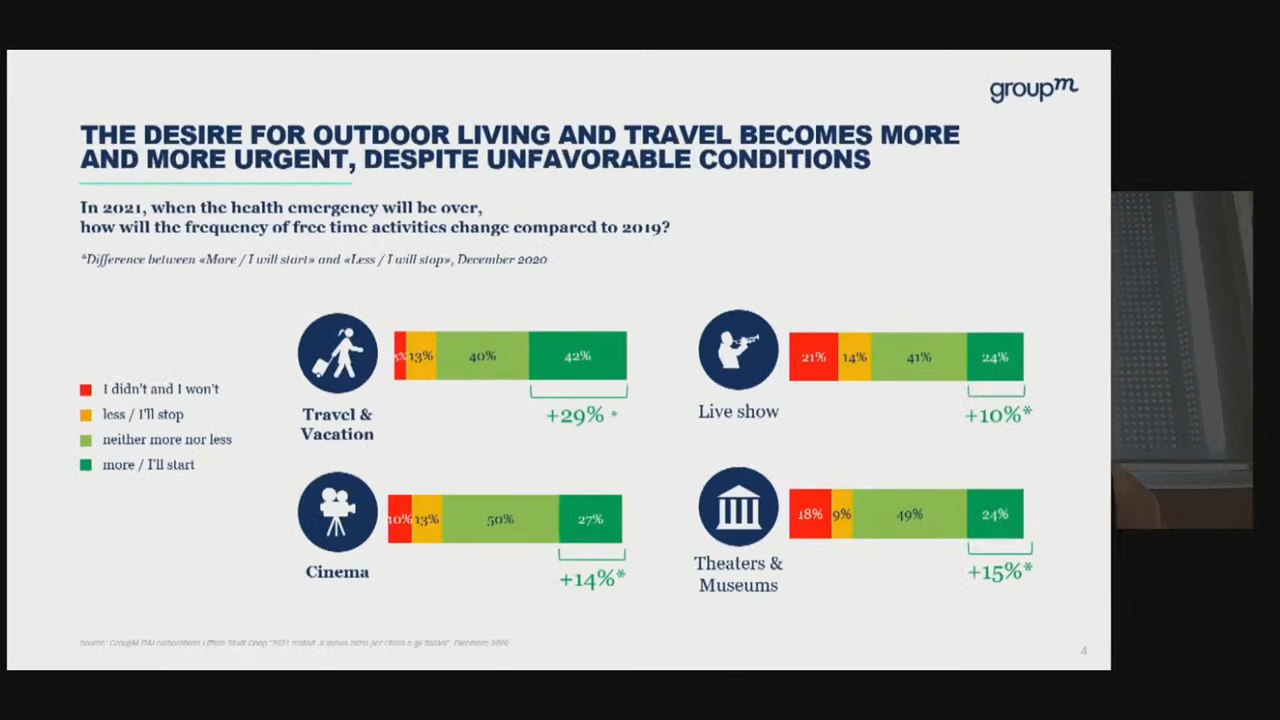 groupm
THE DESIRE FOR OUTDOOR LIVING AND TRAVEL BECOMES MORE
AND MORE URGENT, DESPITE UNFAVORABLE CONDITIONS
In 2021, when the health emergency will be over,
how will the frequency of free time activities change compared to 2019?
*Difference between «More / I will start» and «Less / I will stop», December 2020
I didn't and I won't
less / I'll stop
neither more nor less
more / I'll start
5% 13% 40% 42%
+29% *
Travel &
Vacation
21% 14% 41% 24%
+10%*
Live show
10% 13% 50% 27%
+14%*
Cinema
18% 9% 49% 24%
+15%*
Theaters &
Museums
Source: GroupM
4